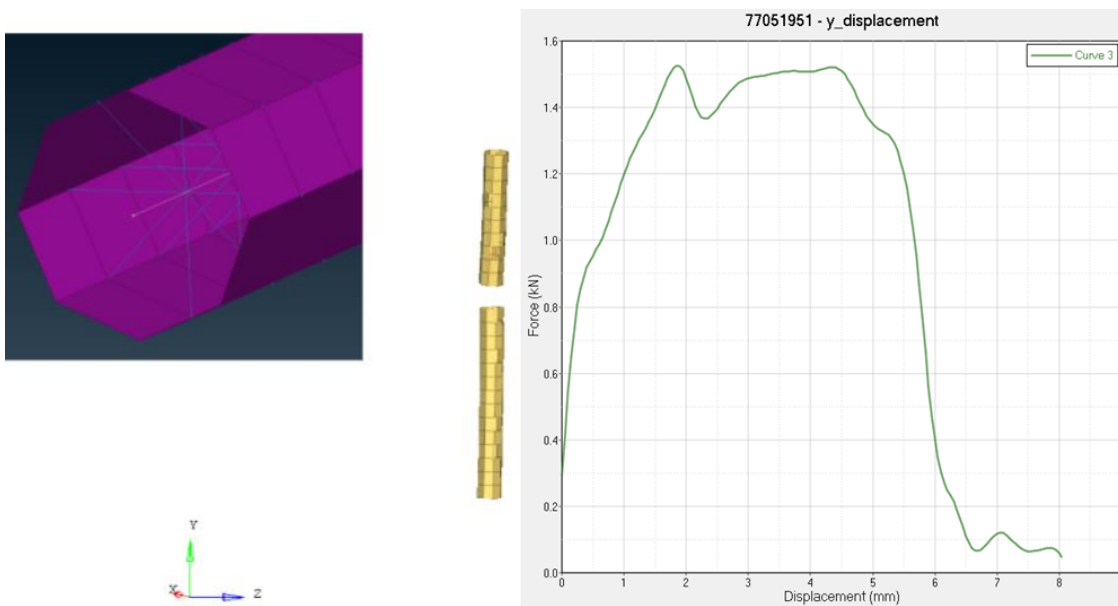 77051951 - y_displacement
Curve 3
Force (kN)
1.6
1.4
1.2
1.0
0.8
0.6
0.4
0.2
0.0
0 1 2 3 4 5 6 7 8
Displacement (mm)
Y
X
Z